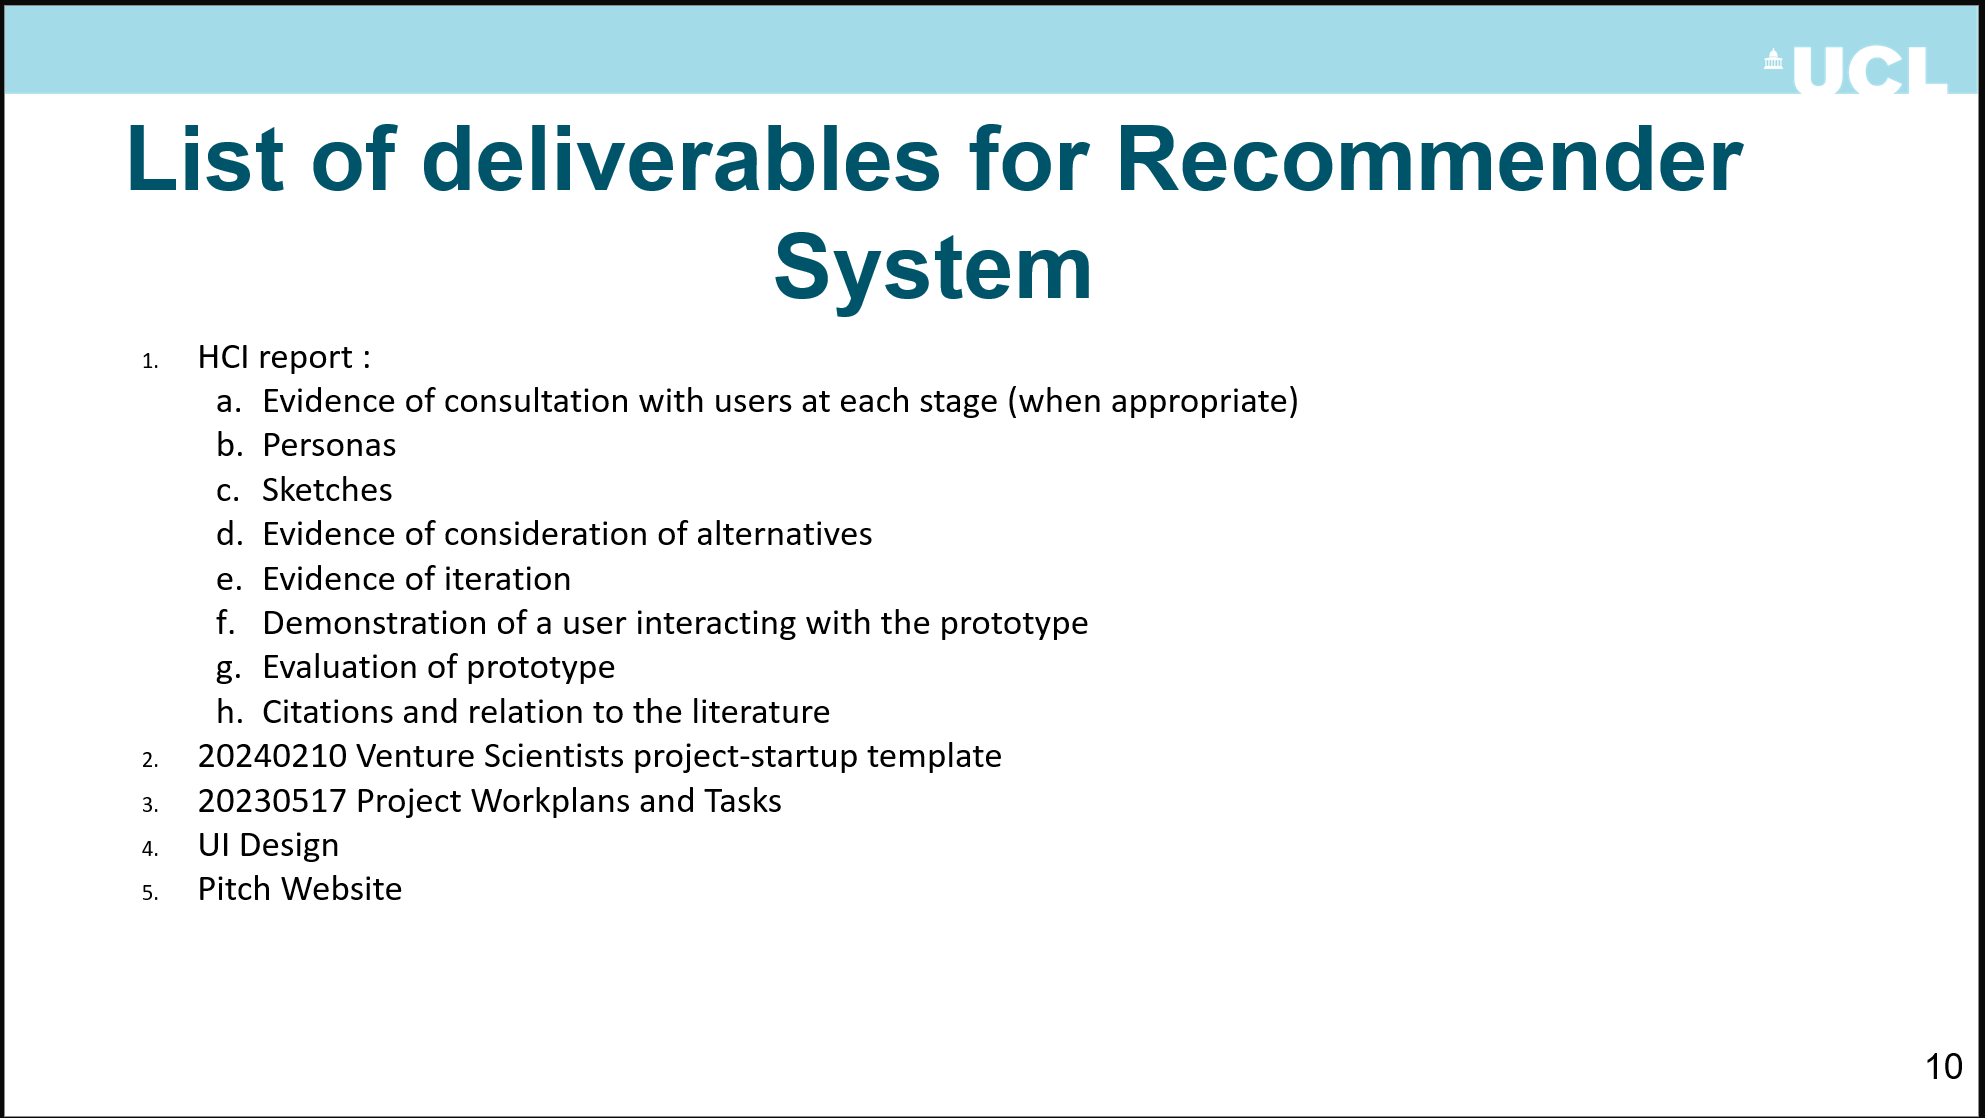 UCL
List of deliverables for Recommender
System
1. HCI report :
a. Evidence of consultation with users at each stage (when appropriate)
b. Personas
c. Sketches
d. Evidence of consideration of alternatives
e. Evidence of iteration
f. Demonstration of a user interacting with the prototype
g. Evaluation of prototype
h. Citations and relation to the literature
2. 20240210 Venture Scientists project-startup template
3. 20230517 Project Workplans and Tasks
4. UI Design
5. Pitch Website
10